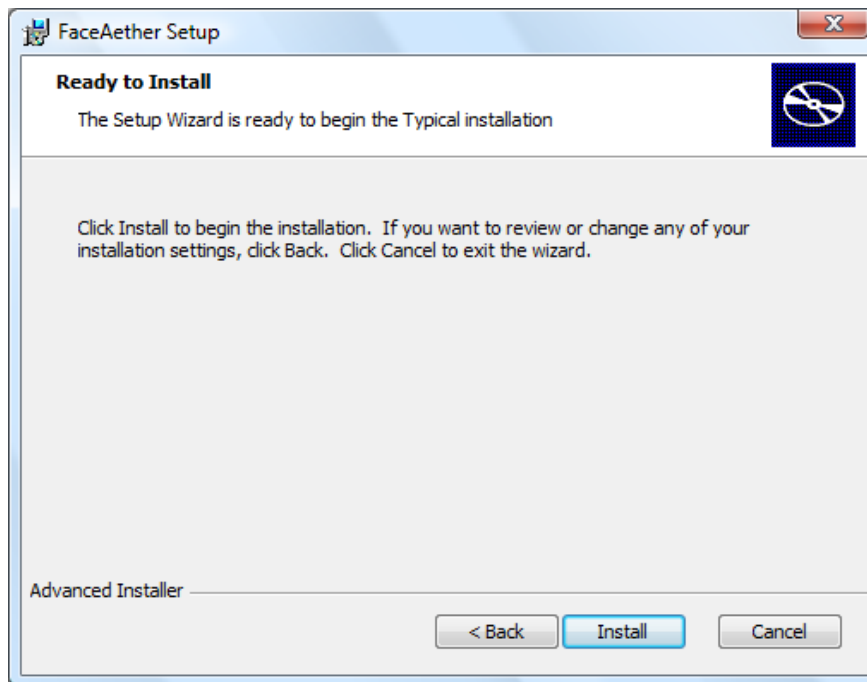 FaceAether Setup
Ready to Install
The Setup Wizard is ready to begin the Typical installation
Click Install to begin the installation.  If you want to review or change any of your
installation settings, click Back.  Click Cancel to exit the wizard.
Advanced Installer
< Back
Install
Cancel